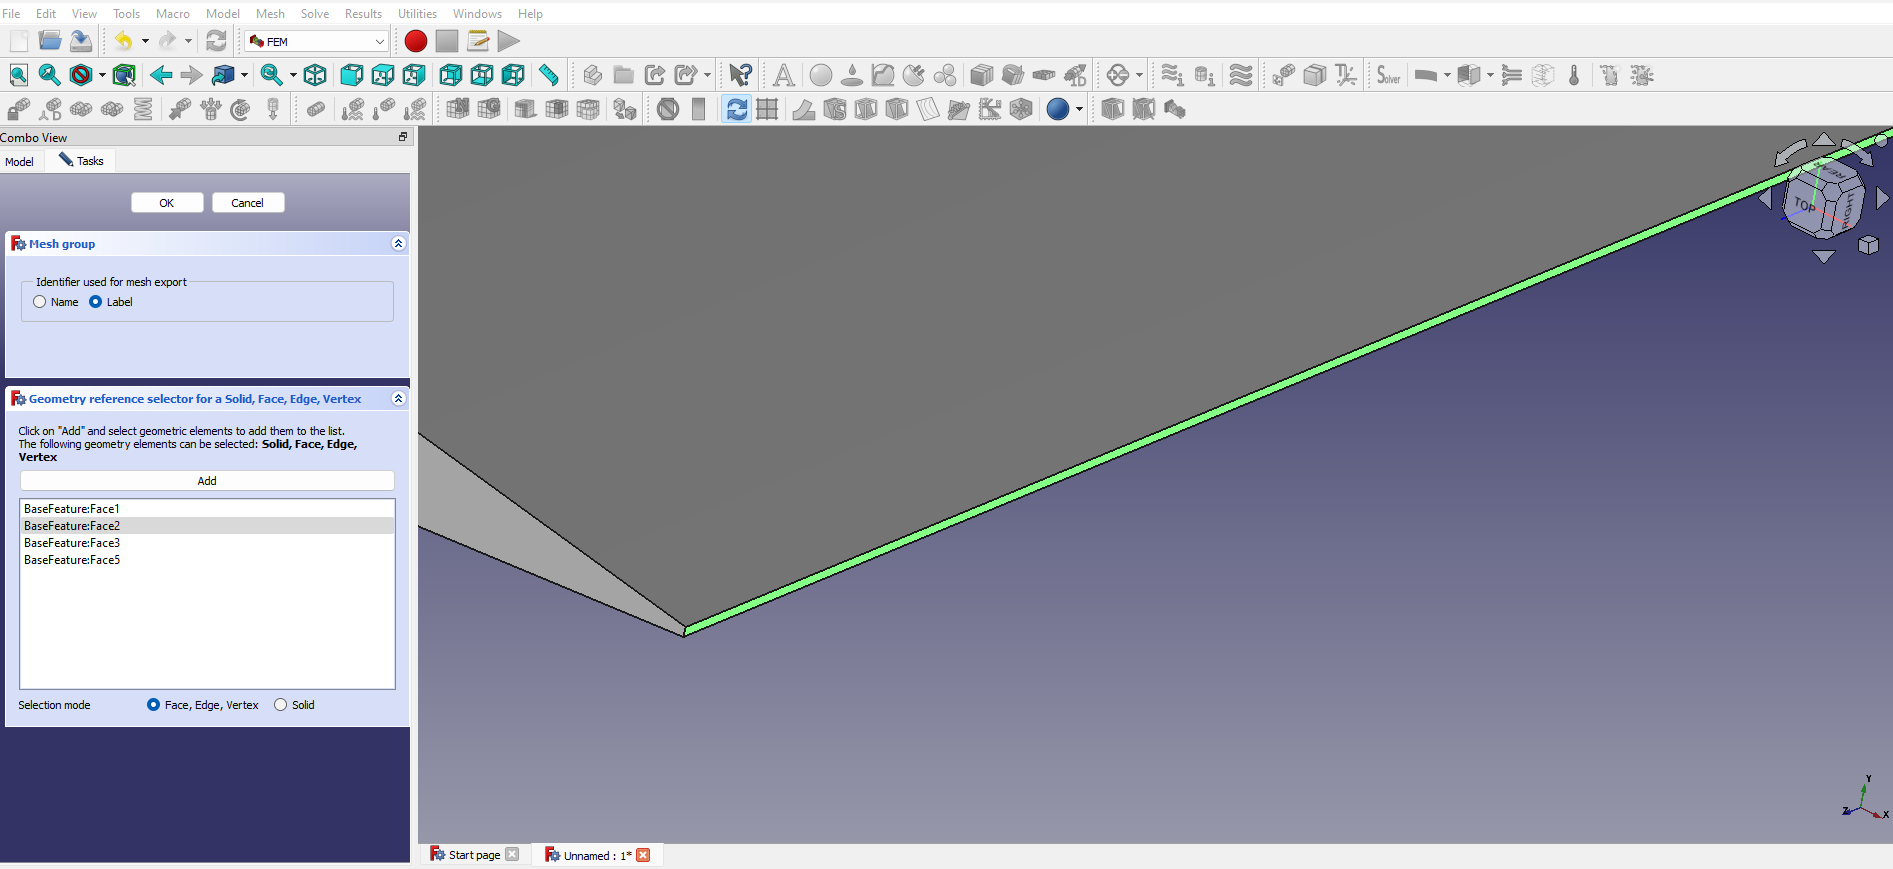 File Edit View Tools Macro Model Mesh Solve Results Utilities Windows Help
FEM
Solver
Combo View
Model Tasks
OK Cancel
Mesh group
Identifier used for mesh export
Name Label
Geometry reference selector for a Solid, Face, Edge, Vertex
Click on "Add" and select geometric elements to add them to the list.
The following geometry elements can be selected: Solid, Face, Edge,
Vertex
Add
BaseFeature:Face1
BaseFeature:Face2
BaseFeature:Face3
BaseFeature:Face5
Selection mode Face, Edge, Vertex Solid
REAR
TOP
RIGHT
Y
Z
X
Start page Unnamed : 1*